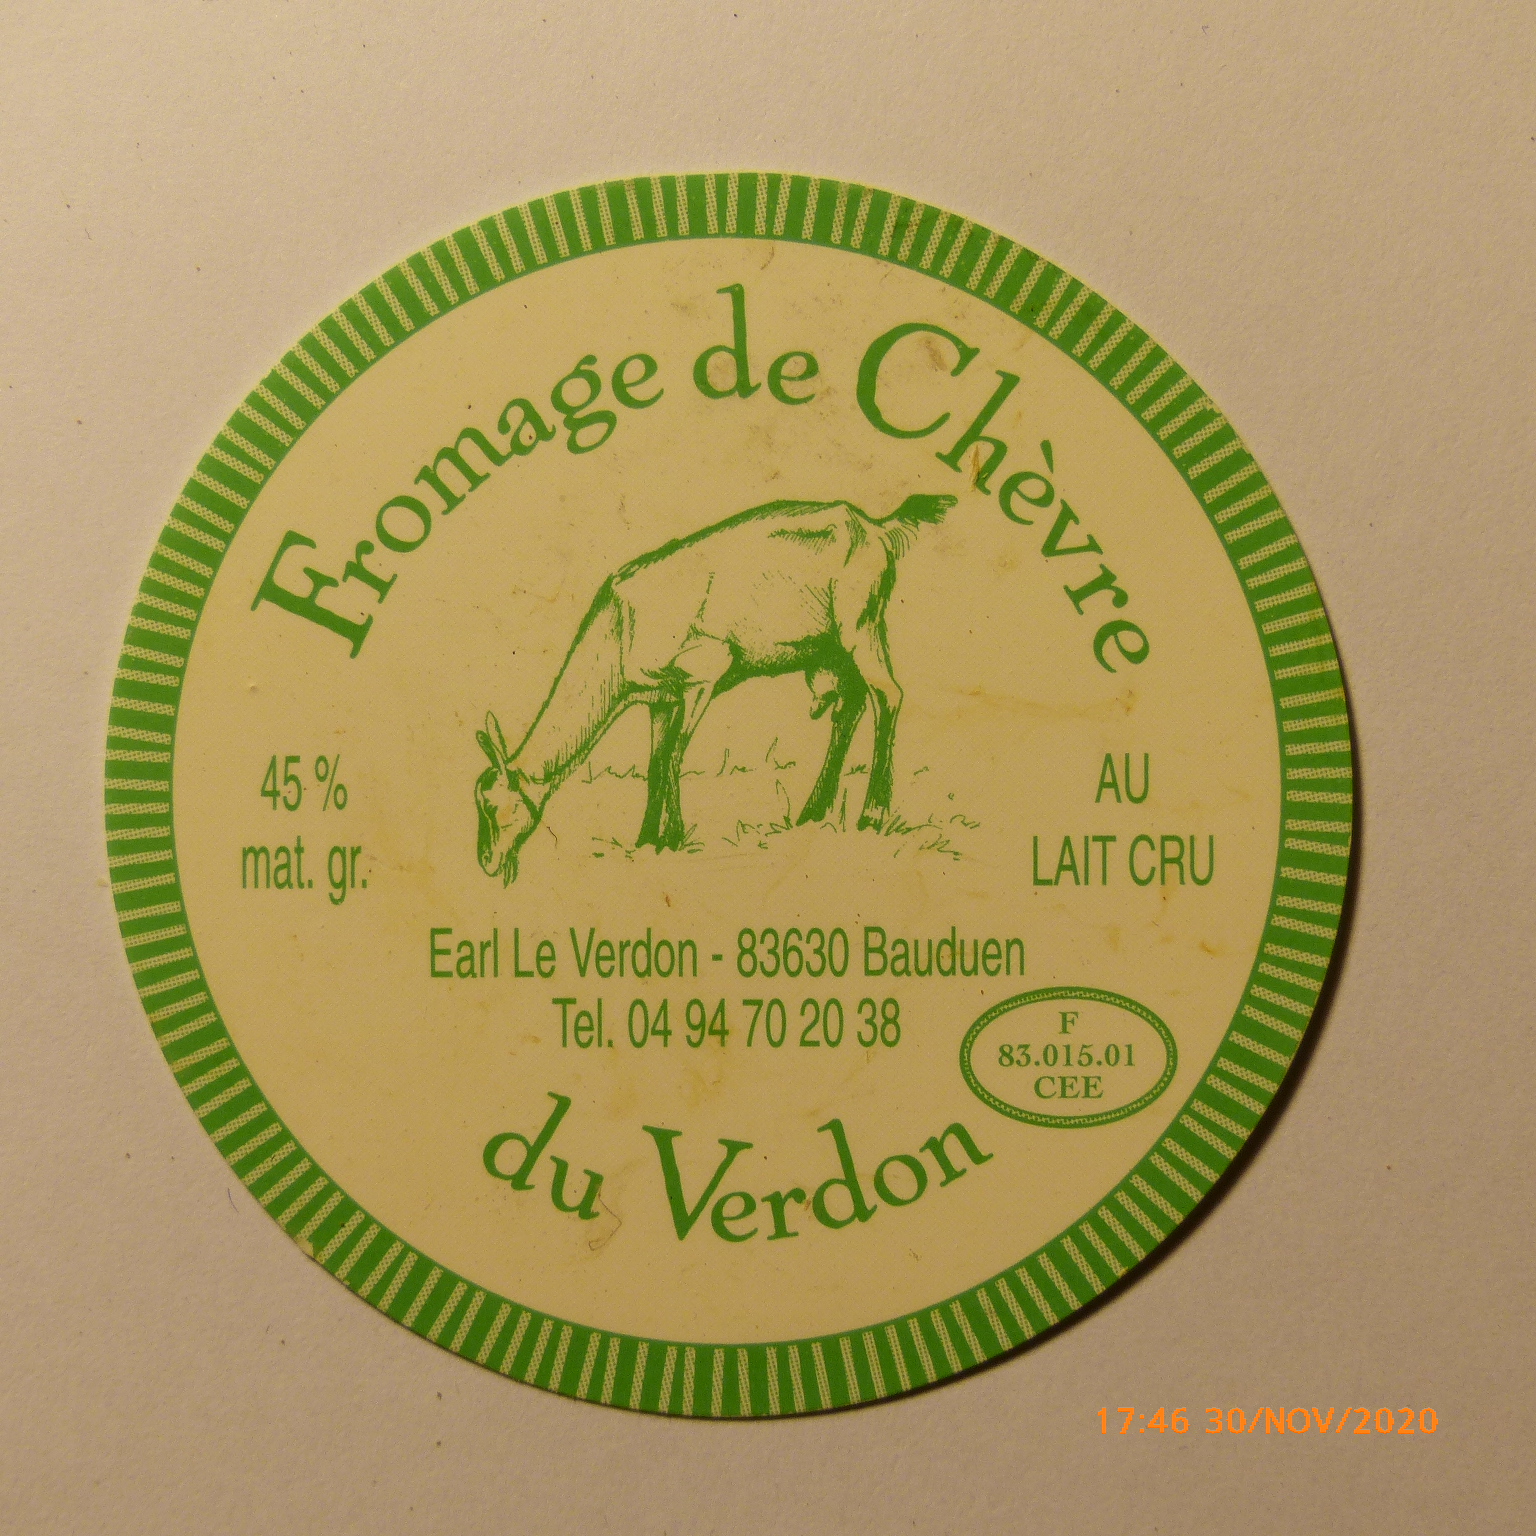 Fromage de Chèvre
45 %
mat. gr.
AU
LAIT CRU
Earl Le Verdon - 83630 Bauduen
Tel. 04 94 70 20 38
F
83.015.01
CEE
du Verdon
17:46 30/NOV/2020